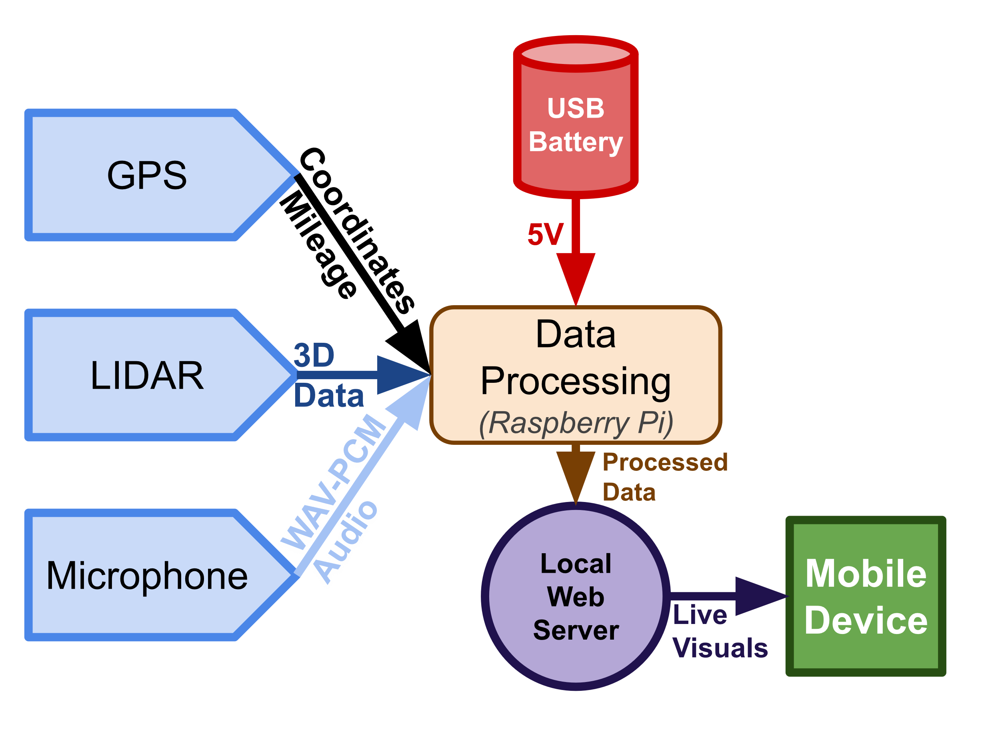 USB
Battery
GPS
Coordinates
Mileage
5V
LIDAR
3D
Data
Data
Processing
(Raspberry Pi)
Microphone
WAV-PCM
Audio
Processed
Data
Local
Web
Server
Live
Visuals
Mobile
Device